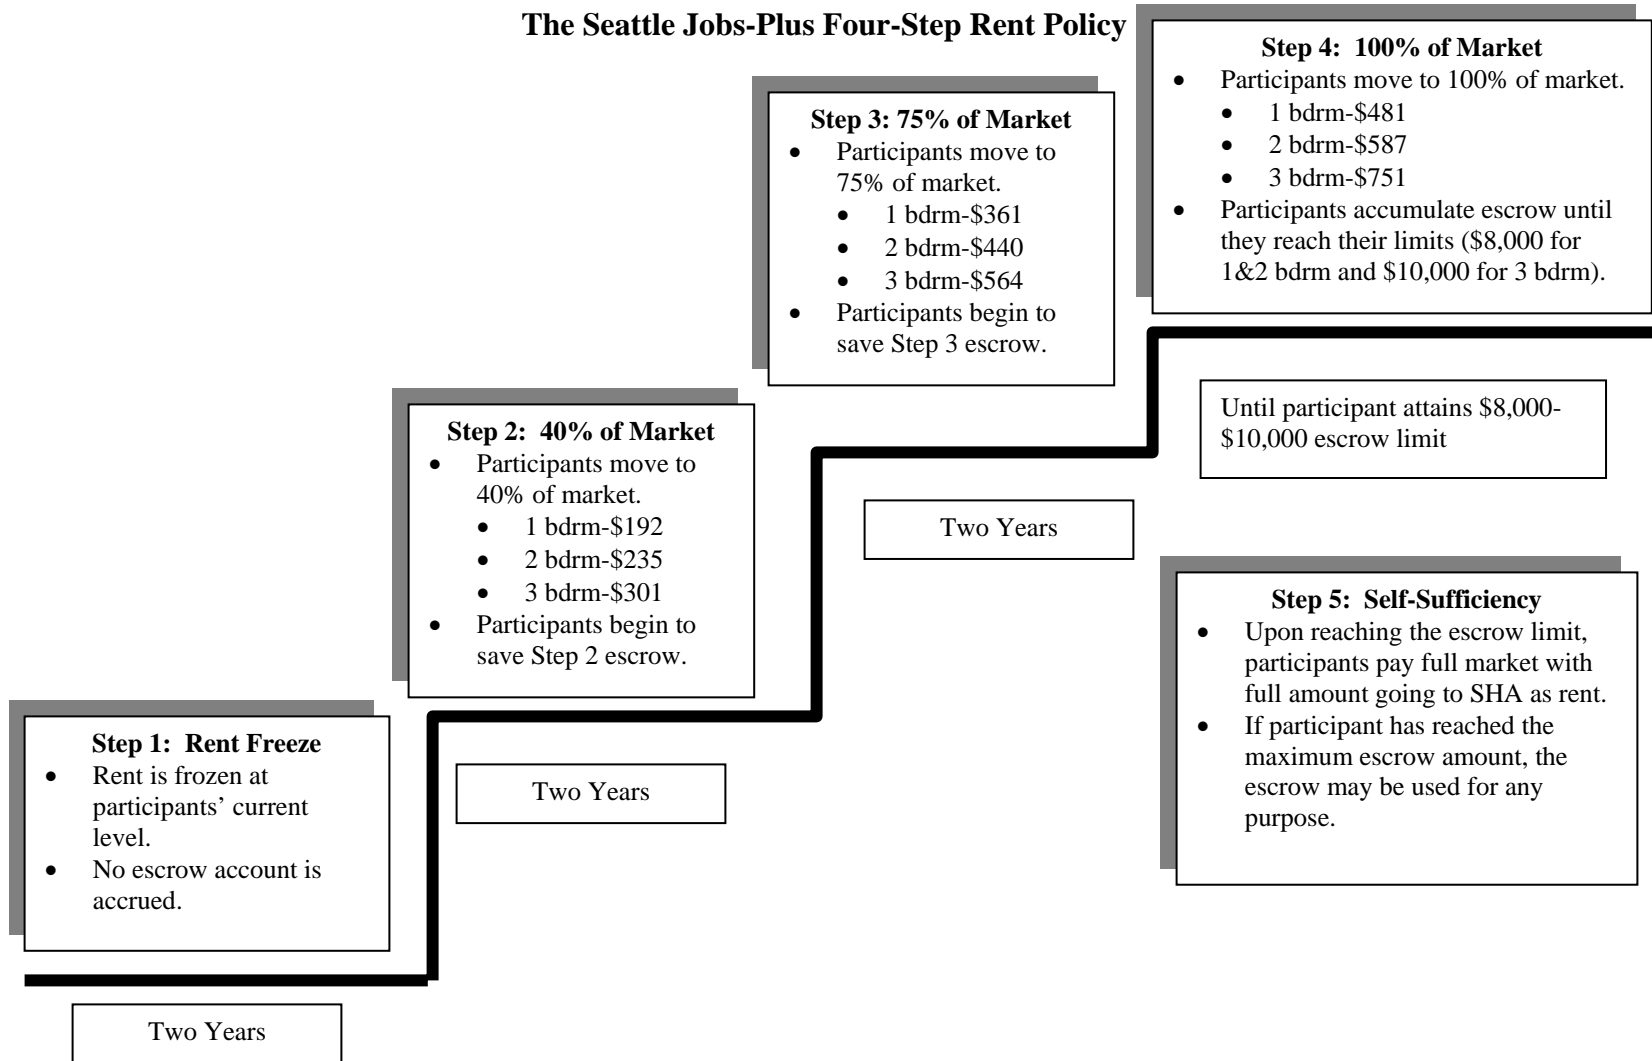 The Seattle Jobs-Plus Four-Step Rent Policy
Step 1:  Rent Freeze
• Rent is frozen at
participants’ current
level.
• No escrow account is
accrued.
Two Years
Step 2:  40% of Market
• Participants move to
40% of market.
• 1 bdrm-$192
• 2 bdrm-$235
• 3 bdrm-$301
• Participants begin to
save Step 2 escrow.
Two Years
Step 3: 75% of Market
• Participants move to
75% of market.
• 1 bdrm-$361
• 2 bdrm-$440
• 3 bdrm-$564
• Participants begin to
save Step 3 escrow.
Two Years
Step 4:  100% of Market
• Participants move to 100% of market.
• 1 bdrm-$481
• 2 bdrm-$587
• 3 bdrm-$751
• Participants accumulate escrow until
they reach their limits ($8,000 for
1&2 bdrm and $10,000 for 3 bdrm).
Until participant attains $8,000-
$10,000 escrow limit
Step 5:  Self-Sufficiency
• Upon reaching the escrow limit,
participants pay full market with
full amount going to SHA as rent.
• If participant has reached the
maximum escrow amount, the
escrow may be used for any
purpose.